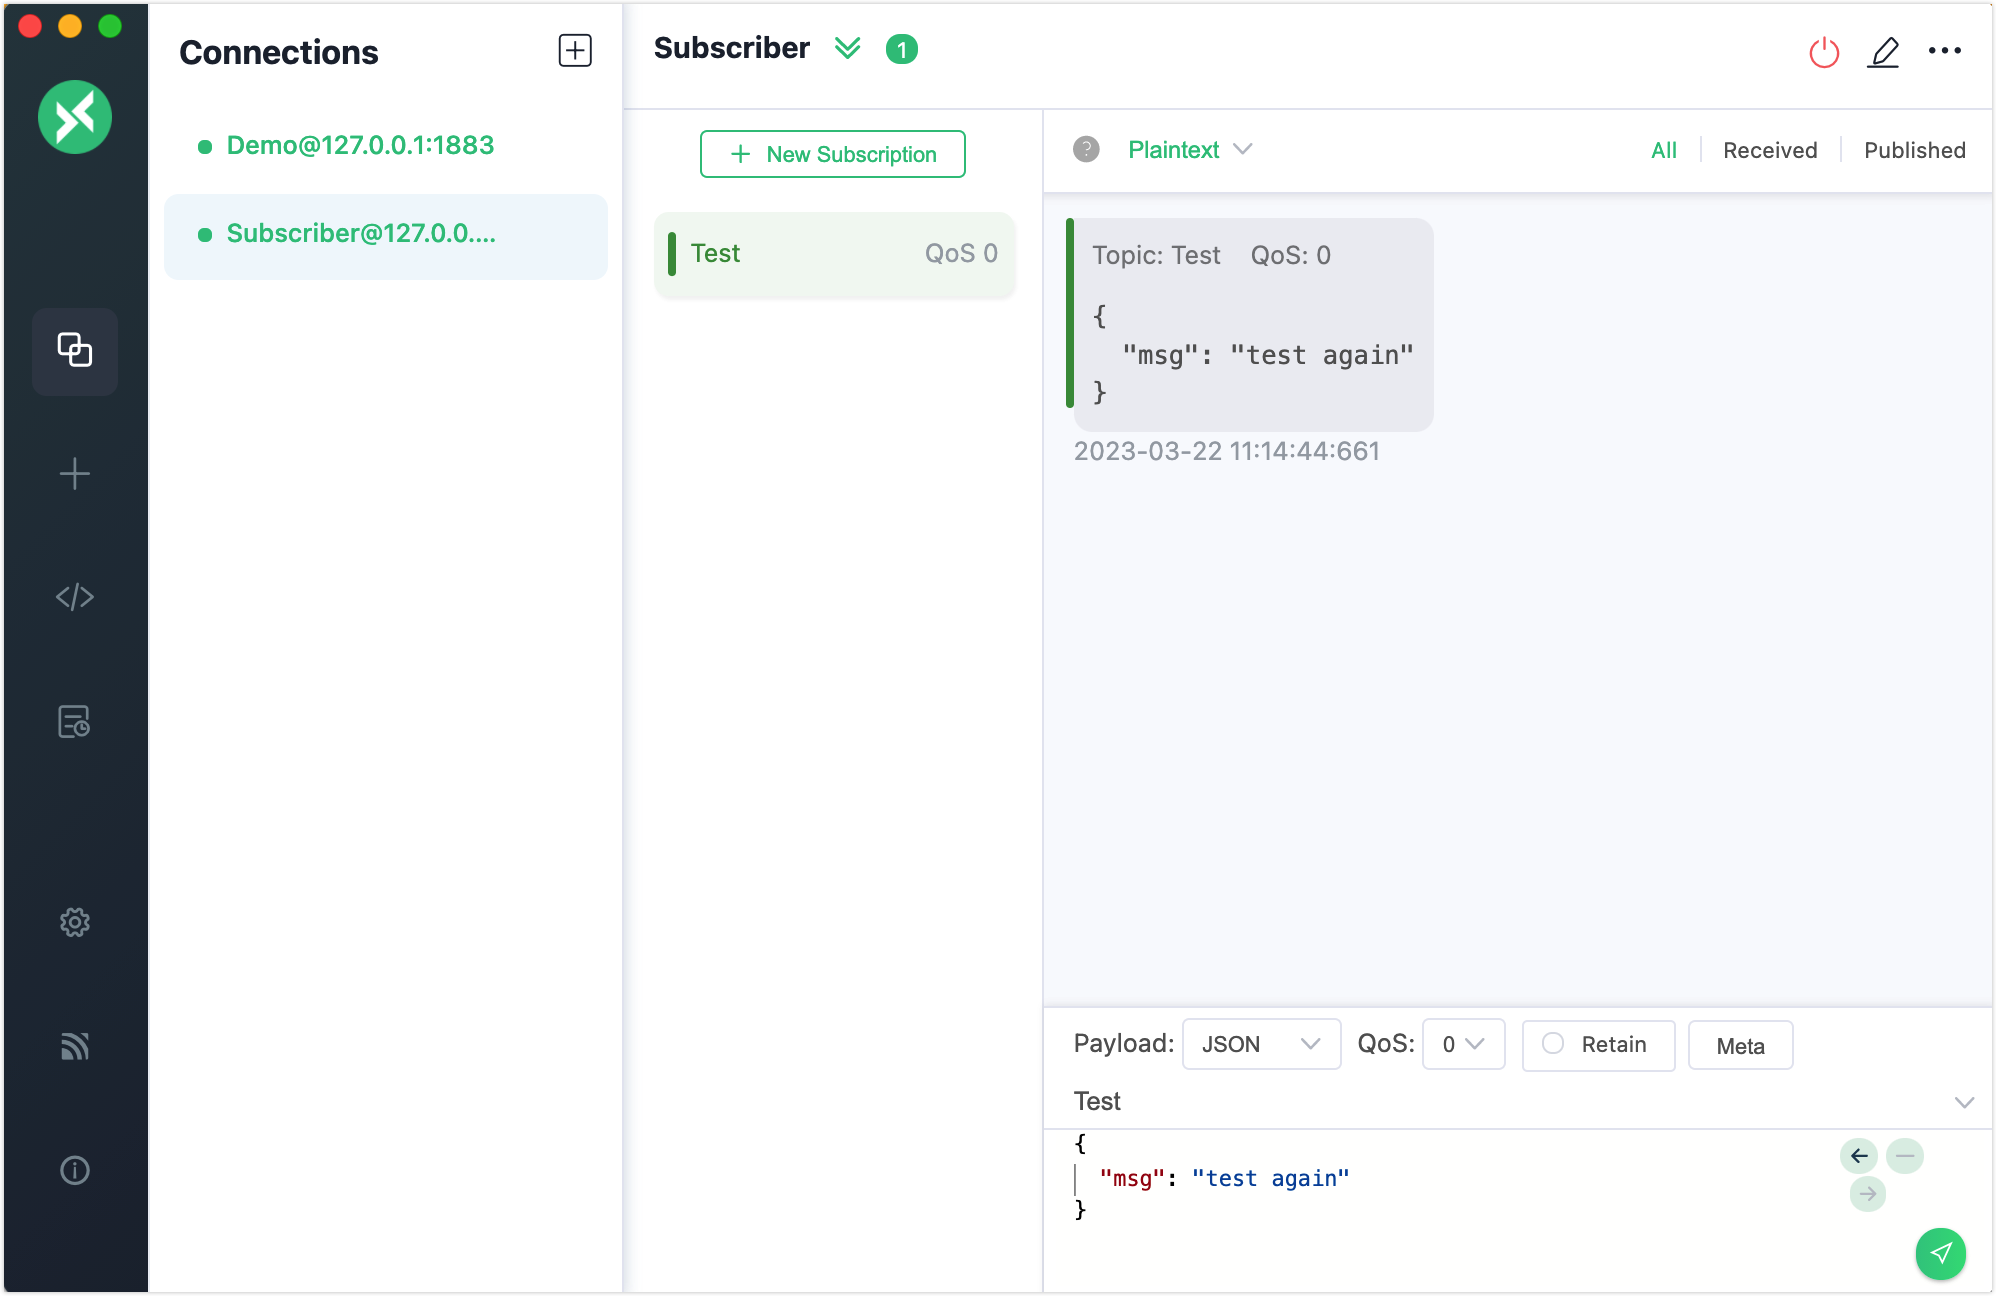 Connections
Demo@127.0.0.1:1883
Subscriber@127.0.0....
Subscriber 1
New Subscription
Test QoS 0
Plaintext All Received Published
Topic: Test QoS: 0
{
"msg": "test again"
}
2023-03-22 11:14:44:661
Payload: JSON QoS: 0 Retain Meta
Test
{
"msg": "test again"
}